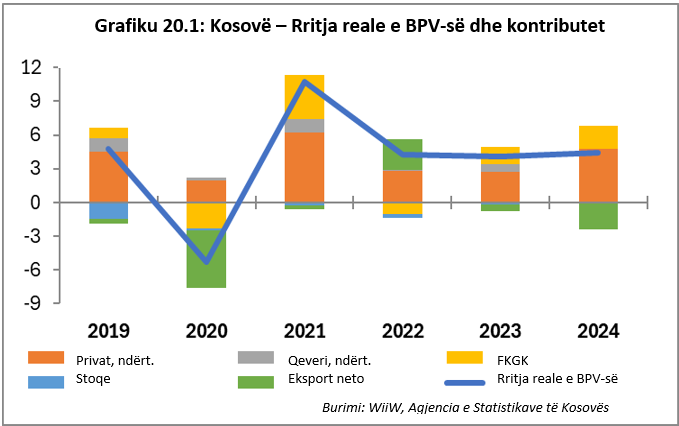 Grafiku 20.1: Kosovë – Rritja reale e BPV-së dhe kontributet
12
9
6
3
0
-3
-6
-9
2019 2020 2021 2022 2023 2024
Privat, ndërt. Qeveri, ndërt. FKGK
Stoqe Eksport neto Rritja reale e BPV-së
Burimi: WiiW, Agjencia e Statistikave të Kosovës